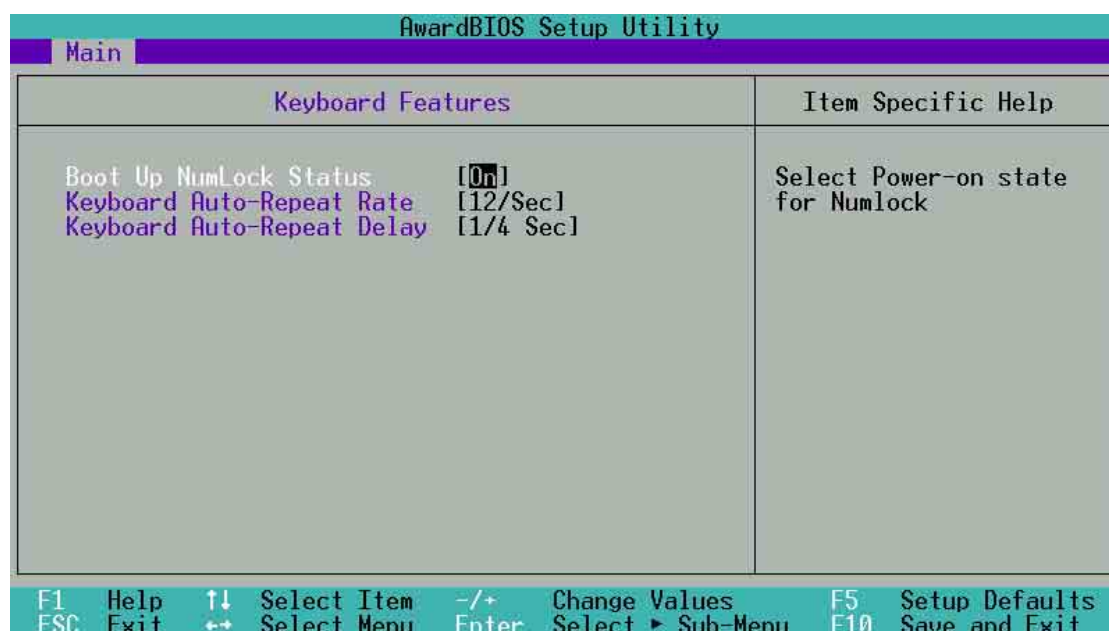 AwardBIOS Setup Utility
Main
Keyboard Features
Item Specific Help
Boot Up NumLock Status [On]
Keyboard Auto-Repeat Rate [12/Sec]
Keyboard Auto-Repeat Delay [1/4 Sec]
Select Power-on state
for Numlock
F1 Help ↑↓ Select Item -/+ Change Values F5 Setup Defaults
ESC Exit ←→ Select Menu Enter Select ► Sub-Menu F10 Save and Exit